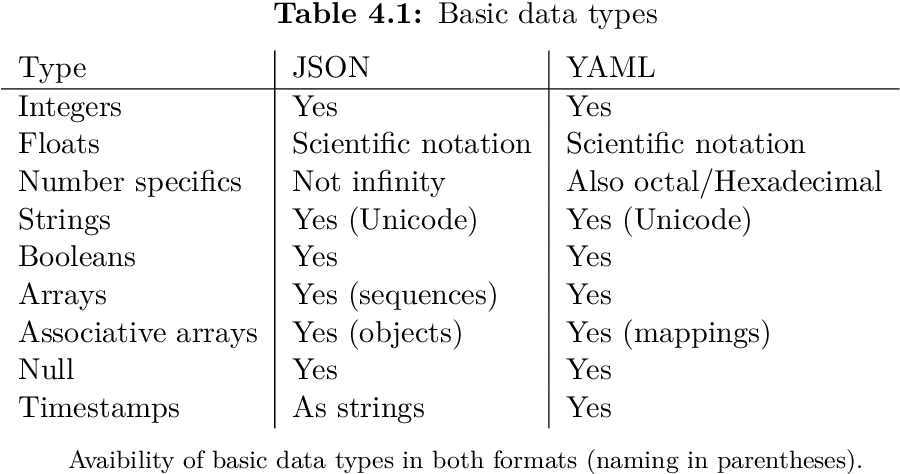 Table 4.1: Basic data types
Type JSON YAML
Integers Yes Yes
Floats Scientific notation Scientific notation
Number specifics Not infinity Also octal/Hexadecimal
Strings Yes (Unicode) Yes (Unicode)
Booleans Yes Yes
Arrays Yes (sequences) Yes
Associative arrays Yes (objects) Yes (mappings)
Null Yes Yes
Timestamps As strings Yes
Avaibility of basic data types in both formats (naming in parentheses).